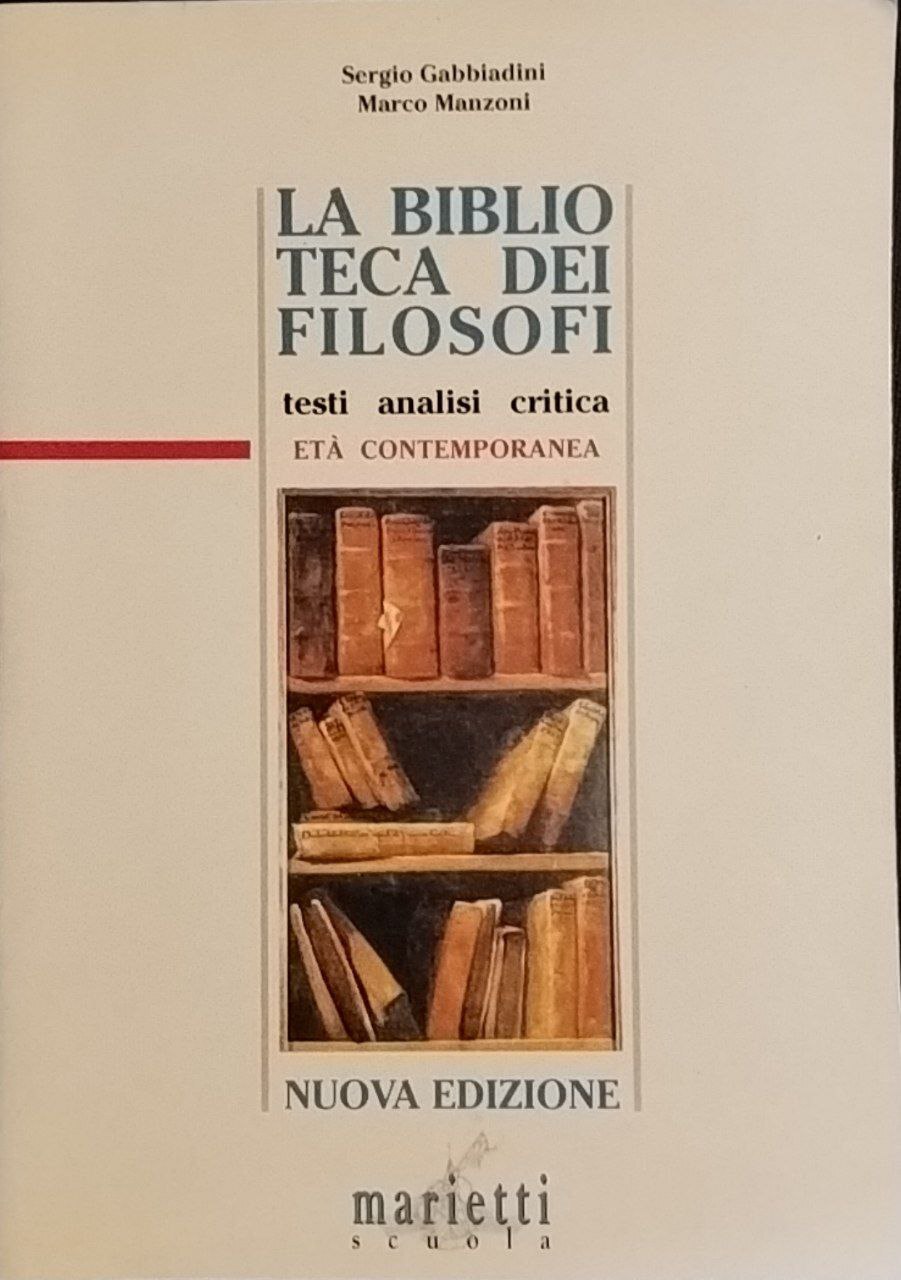 Sergio Gabbiadini
Marco Manzoni
LA BIBLIO
TECA DEI
FILOSOFI
testi analisi critica
ETÀ CONTEMPORANEA
NUOVA EDIZIONE
marietti
scuola